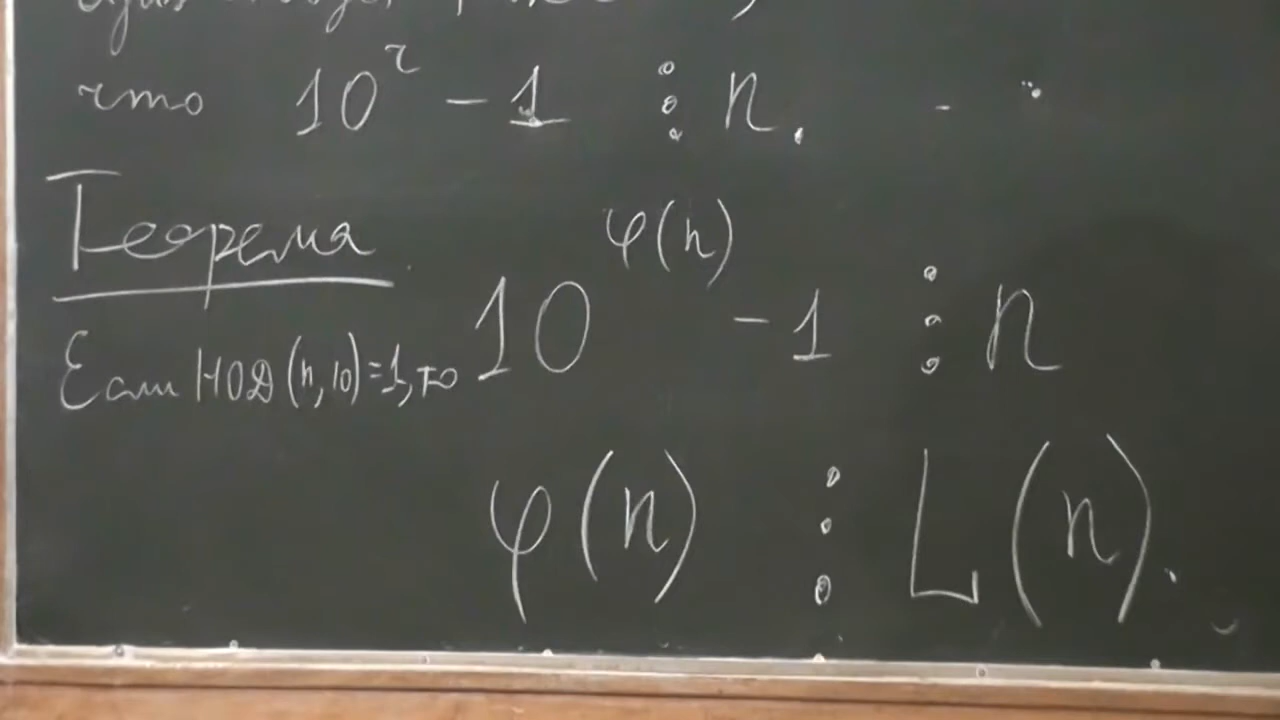 что 10^r - 1 ⋮ n.
Теорема
Если НОД(n, 10) = 1, то 10^φ(n) - 1 ⋮ n
φ(n) ⋮ L(n).